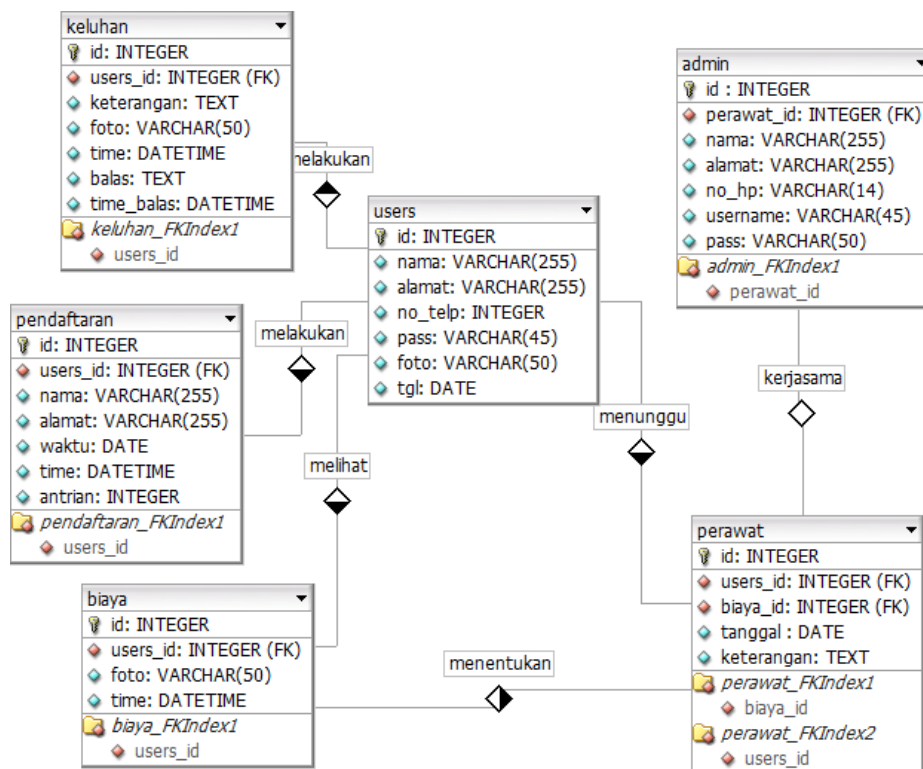 keluhan
id: INTEGER
users_id: INTEGER (FK)
keterangan: TEXT
foto: VARCHAR(50)
time: DATETIME
balas: TEXT
time_balas: DATETIME
keluhan_FKIndex1
users_id
melakukan
users
id: INTEGER
nama: VARCHAR(255)
alamat: VARCHAR(255)
no_telp: INTEGER
pass: VARCHAR(45)
foto: VARCHAR(50)
tgl: DATE
admin
id : INTEGER
perawat_id: INTEGER (FK)
nama: VARCHAR(255)
alamat: VARCHAR(255)
no_hp: VARCHAR(14)
username: VARCHAR(45)
pass: VARCHAR(50)
admin_FKIndex1
perawat_id
pendaftaran
id: INTEGER
users_id: INTEGER (FK)
nama: VARCHAR(255)
alamat: VARCHAR(255)
waktu: DATE
time: DATETIME
antrian: INTEGER
pendaftaran_FKIndex1
users_id
melakukan
melihat
menunggu
kerjasama
biaya
id: INTEGER
users_id: INTEGER (FK)
foto: VARCHAR(50)
time: DATETIME
biaya_FKIndex1
users_id
menentukan
perawat
id: INTEGER
users_id: INTEGER (FK)
biaya_id: INTEGER (FK)
tanggal : DATE
keterangan: TEXT
perawat_FKIndex1
biaya_id
perawat_FKIndex2
users_id